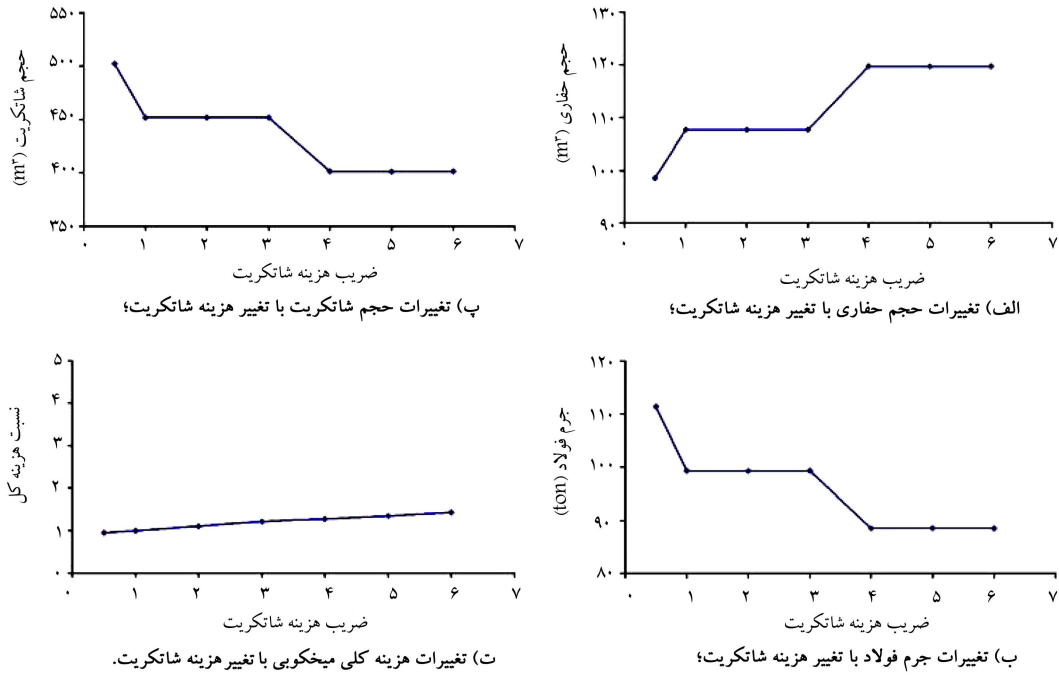 ۱۳۰
۱۲۰
۱۱۰
۱۰۰
۹۰
حجم حفاری (m³)
۰ ۱ ۲ ۳ ۴ ۵ ۶ ۷
ضریب هزینه شاتکریت
الف) تغییرات حجم حفاری با تغییر هزینه شاتکریت؛
۵۵۰
۵۰۰
۴۵۰
۴۰۰
۳۵۰
حجم شاتکریت (m³)
۰ ۱ ۲ ۳ ۴ ۵ ۶ ۷
ضریب هزینه شاتکریت
پ) تغییرات حجم شاتکریت با تغییر هزینه شاتکریت؛
۱۲۰
۱۱۰
۱۰۰
۹۰
۸۰
جرم فولاد (ton)
۰ ۱ ۲ ۳ ۴ ۵ ۶ ۷
ضریب هزینه شاتکریت
ب) تغییرات جرم فولاد با تغییر هزینه شاتکریت؛
۵
۴
۳
۲
۱
۰
نسبت هزینه کل
۰ ۱ ۲ ۳ ۴ ۵ ۶ ۷
ضریب هزینه شاتکریت
ت) تغییرات هزینه کلی میخکوبی با تغییر هزینه شاتکریت.